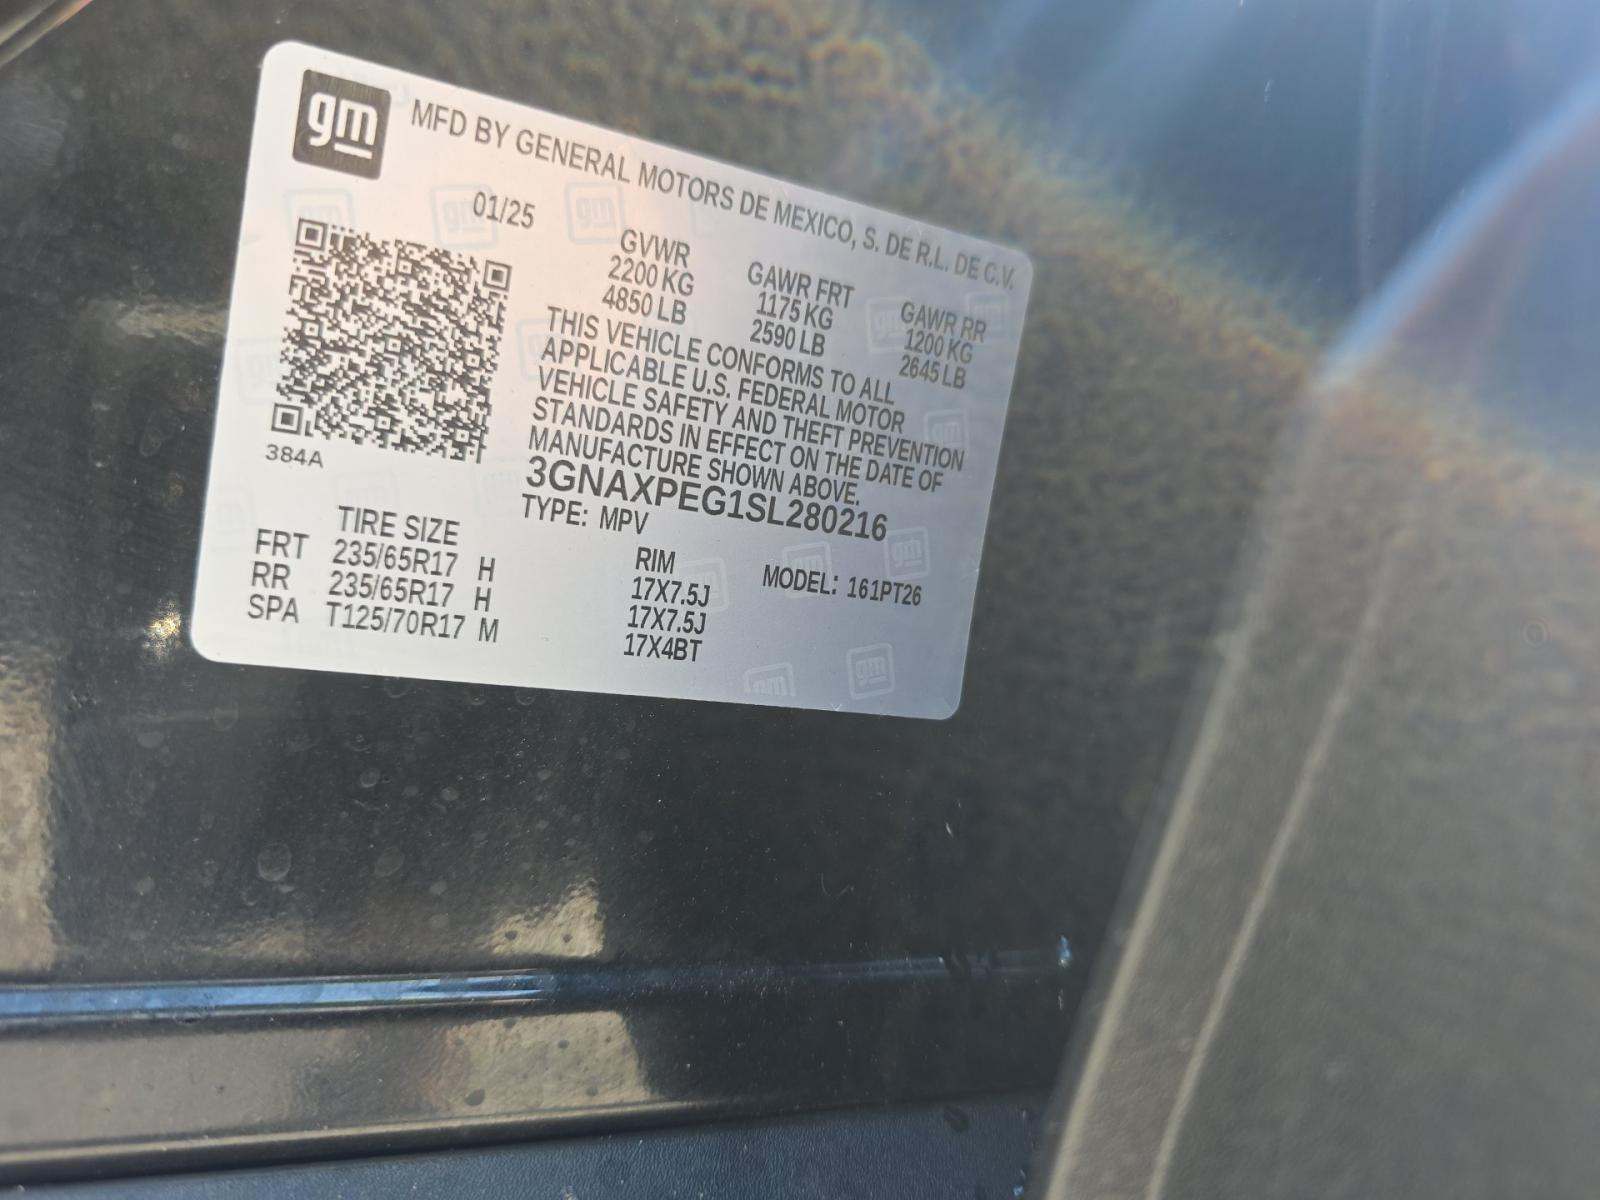 gm
MFD BY GENERAL MOTORS DE MEXICO, S. DE R.L. DE C.V.
01/25
GVWR GAWR FRT GAWR RR
2200 KG 1175 KG 1200 KG
4850 LB 2590 LB 2645 LB
THIS VEHICLE CONFORMS TO ALL
APPLICABLE U.S. FEDERAL MOTOR
VEHICLE SAFETY AND THEFT PREVENTION
STANDARDS IN EFFECT ON THE DATE OF
MANUFACTURE SHOWN ABOVE.
384A
3GNAXPEG1SL280216
TYPE: MPV MODEL: 161PT26
TIRE SIZE RIM
FRT 235/65R17 H 17X7.5J
RR 235/65R17 H 17X7.5J
SPA T125/70R17 M 17X4BT